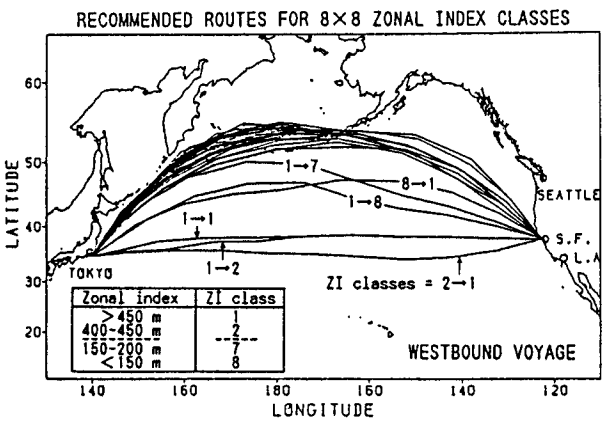 RECOMMENDED ROUTES FOR 8×8 ZONAL INDEX CLASSES
60
50
40
30
20
LATITUDE
1→7
8→1
1→8
1→1
1→2
ZI classes = 2→1
SEATTLE
S.F.
L.A
TOKYO
Zonal index ZI class
>450 m 1
400-450 m 2
150-200 m 7
<150 m 8
WESTBOUND VOYAGE
140 160 180 160 140 120
LONGITUDE